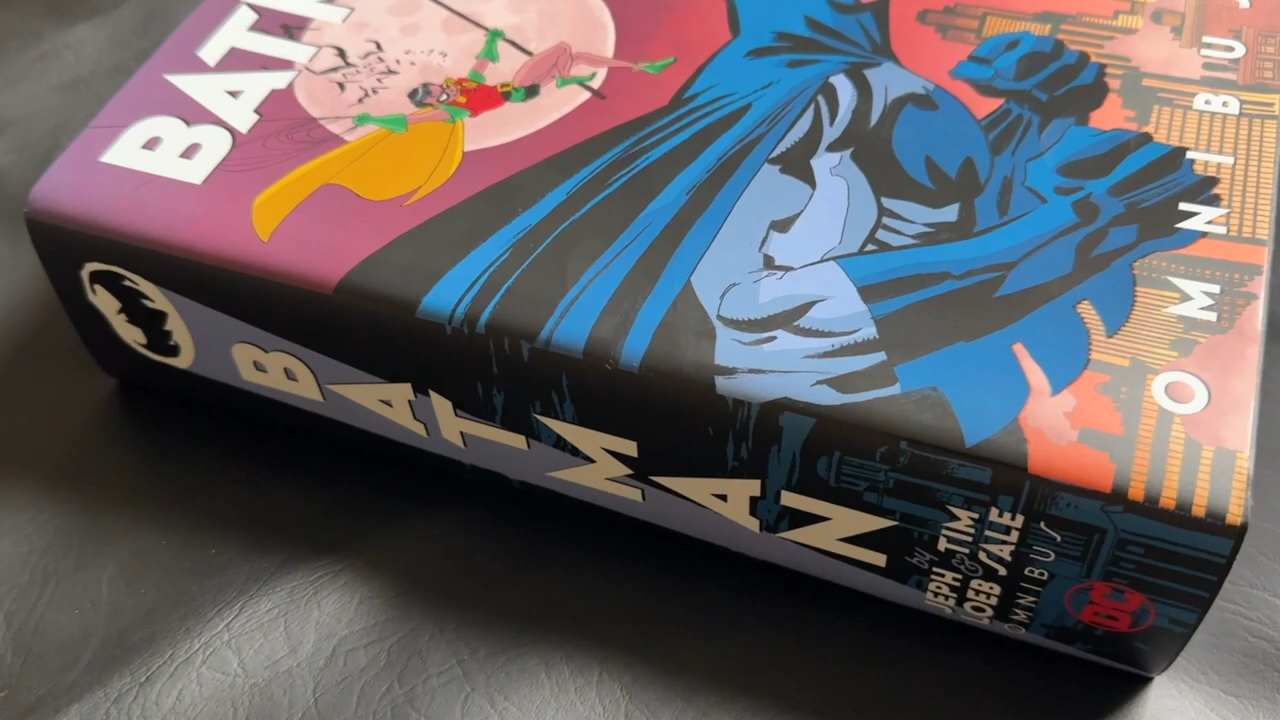 BAT
OMNIBU
BATMAN
by
JEPH & TIM
LOEB SALE
OMNIBUS
DC